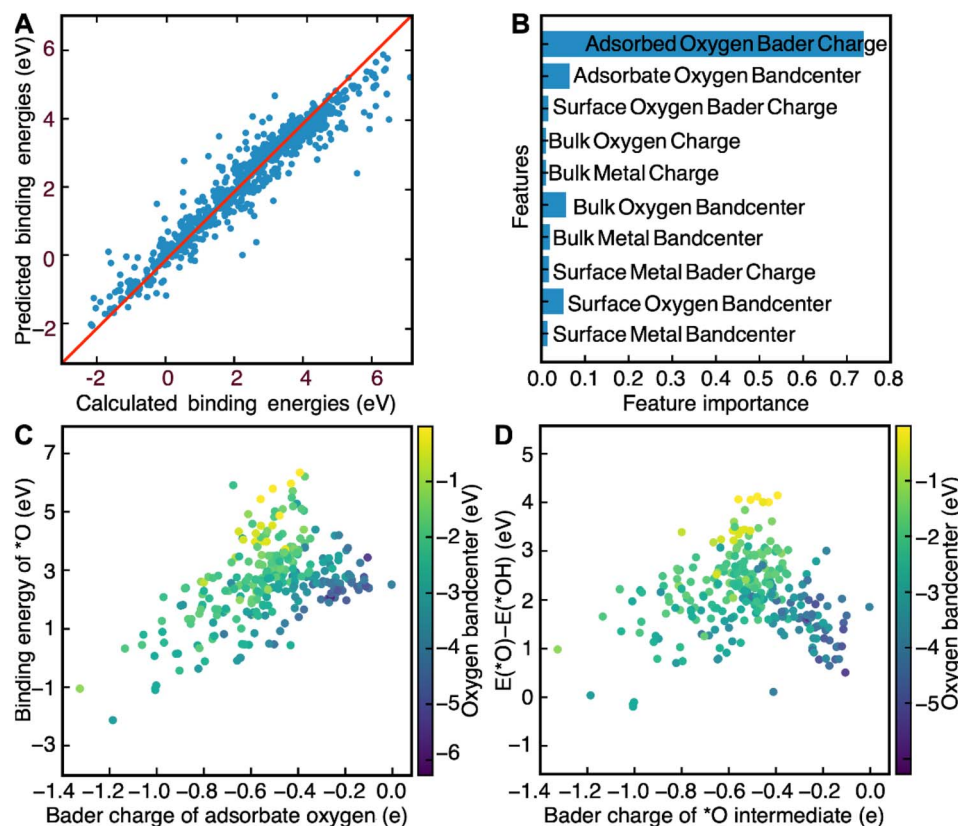 A
Predicted binding energies (eV)
6
4
2
0
−2
-2
0
2
4
6
Calculated binding energies (eV)
B
Features
Adsorbed Oxygen Bader Charge
Adsorbate Oxygen Bandcenter
Surface Oxygen Bader Charge
Bulk Oxygen Charge
Bulk Metal Charge
Bulk Oxygen Bandcenter
Bulk Metal Bandcenter
Surface Metal Bader Charge
Surface Oxygen Bandcenter
Surface Metal Bandcenter
0.0 0.1 0.2 0.3 0.4 0.5 0.6 0.7 0.8
Feature importance
C
Binding energy of *O (eV)
7
5
3
1
−1
−3
−1.4 −1.2 −1.0 −0.8 −0.6 −0.4 −0.2 0.0
Bader charge of adsorbate oxygen (e)
−1
−2
−3
−4
−5
−6
Oxygen bandcenter (eV)
D
E(*O)−E(*OH) (eV)
5
4
3
2
1
0
−1
−1.4 −1.2 −1.0 −0.8 −0.6 −0.4 −0.2 0.0
Bader charge of *O intermediate (e)
−1
−2
−3
−4
−5
Oxygen bandcenter (eV)